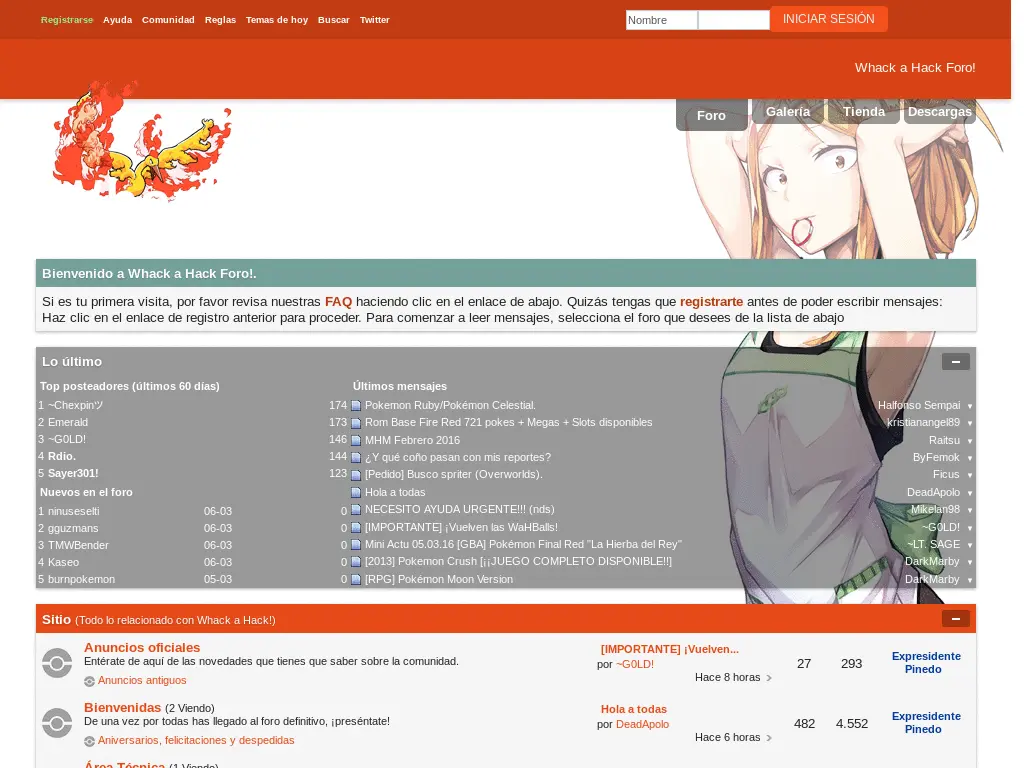 Registrarse Ayuda Comunidad Reglas Temas de hoy Buscar Twitter Nombre INICIAR SESIÓN
Whack a Hack Foro!
Foro Galería Tienda Descargas
Bienvenido a Whack a Hack Foro!.
Si es tu primera visita, por favor revisa nuestras FAQ haciendo clic en el enlace de abajo. Quizás tengas que registrarte antes de poder escribir mensajes:
Haz clic en el enlace de registro anterior para proceder. Para comenzar a leer mensajes, selecciona el foro que desees de la lista de abajo
Lo último
Top posteadores (últimos 60 días) Últimos mensajes
1 ~Chexpinツ 174 Pokemon Ruby/Pokémon Celestial. Halfonso Sempai
2 Emerald 173 Rom Base Fire Red 721 pokes + Megas + Slots disponibles kristianangel89
3 ~G0LD! 146 MHM Febrero 2016 Raitsu
4 Rdio. 144 ¿Y qué coño pasan con mis reportes? ByFemok
5 Sayer301! 123 [Pedido] Busco spriter (Overworlds). Ficus
Nuevos en el foro Hola a todas DeadApolo
1 ninuseselti 06-03 0 NECESITO AYUDA URGENTE!!! (nds) Mikelan98
2 gguzmans 06-03 0 [IMPORTANTE] ¡Vuelven las WaHBalls! ~G0LD!
3 TMWBender 06-03 0 Mini Actu 05.03.16 [GBA] Pokémon Final Red "La Hierba del Rey" ~LT. SAGE
4 Kaseo 06-03 0 [2013] Pokemon Crush [¡¡JUEGO COMPLETO DISPONIBLE!!] DarkMarby
5 burnpokemon 05-03 0 [RPG] Pokémon Moon Version DarkMarby
Sitio (Todo lo relacionado con Whack a Hack!)
Anuncios oficiales [IMPORTANTE] ¡Vuelven...
Entérate de aquí de las novedades que tienes que saber sobre la comunidad. por ~G0LD! 27 293 Expresidente Pinedo
Anuncios antiguos Hace 8 horas
Bienvenidas (2 Viendo) Hola a todas
De una vez por todas has llegado al foro definitivo, ¡preséntate! por DeadApolo 482 4.552 Expresidente Pinedo
Aniversarios, felicitaciones y despedidas Hace 6 horas
Área Técnica (1 Viendo)